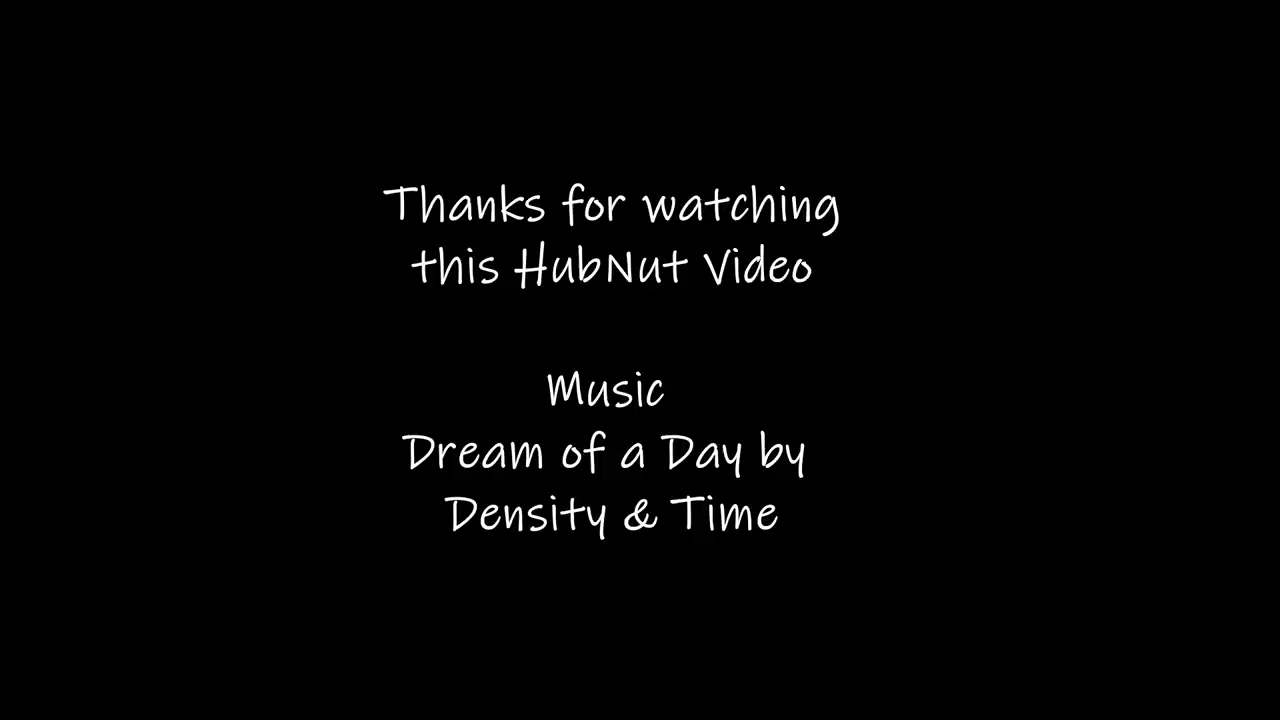 Thanks for watching
this HubNut Video
Music
Dream of a Day by
Density & Time